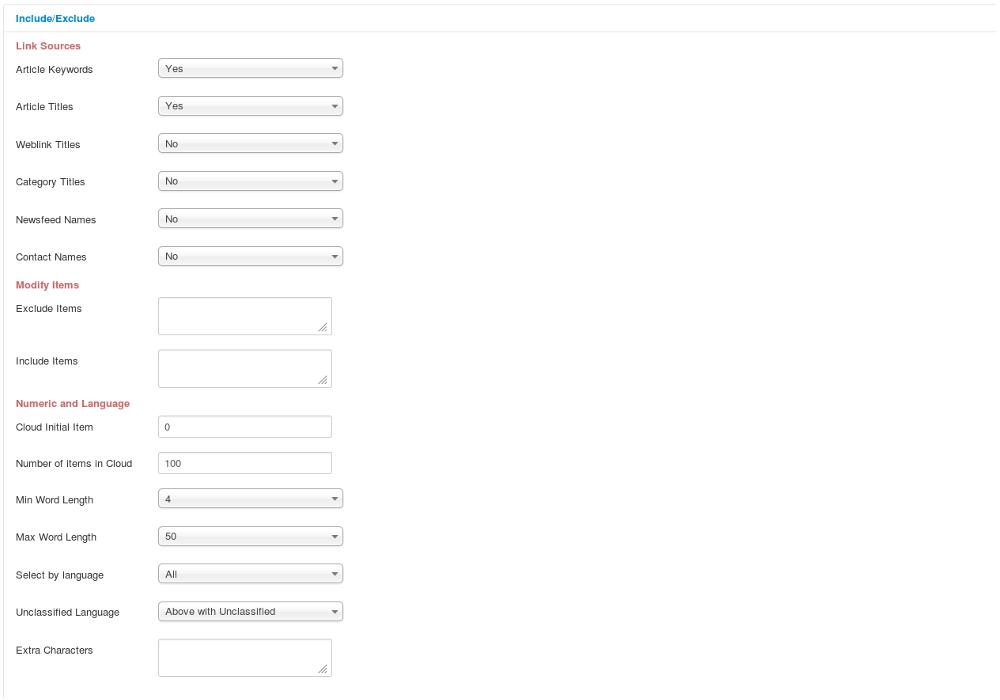 Include/Exclude
Link Sources
Article Keywords Yes
Article Titles Yes
Weblink Titles No
Category Titles No
Newsfeed Names No
Contact Names No
Modify Items
Exclude Items
Include Items
Numeric and Language
Cloud Initial Item 0
Number of items in Cloud 100
Min Word Length 4
Max Word Length 50
Select by language All
Unclassified Language Above with Unclassified
Extra Characters